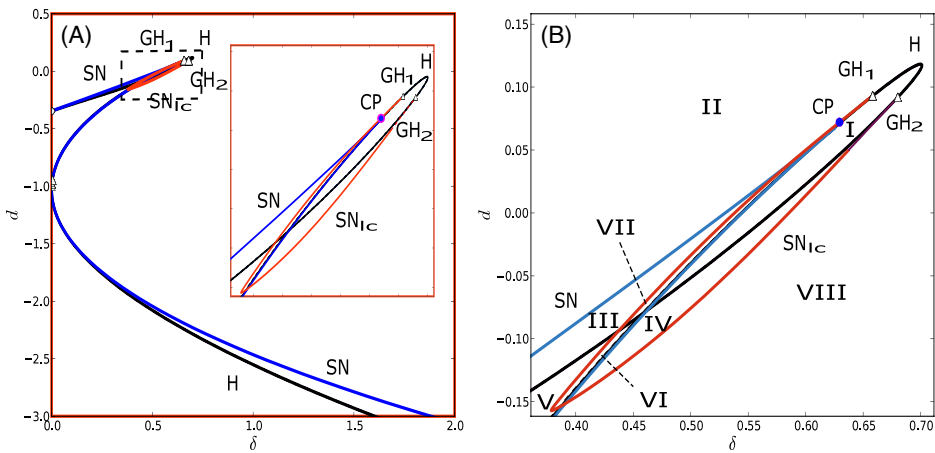 (A)
GH1
H
SN
GH2
SNlc
H
GH1
CP
GH2
SN
SNlc
SN
H
0.5
0.0
−0.5
−1.0
−1.5
−2.0
−2.5
−3.0
d
0.0
0.5
1.0
1.5
2.0
δ
(B)
H
GH1
II
CP
I
GH2
VII
SNlc
SN
VIII
III
IV
V
VI
0.15
0.10
0.05
0.00
−0.05
−0.10
−0.15
d
0.40
0.45
0.50
0.55
0.60
0.65
0.70
δ